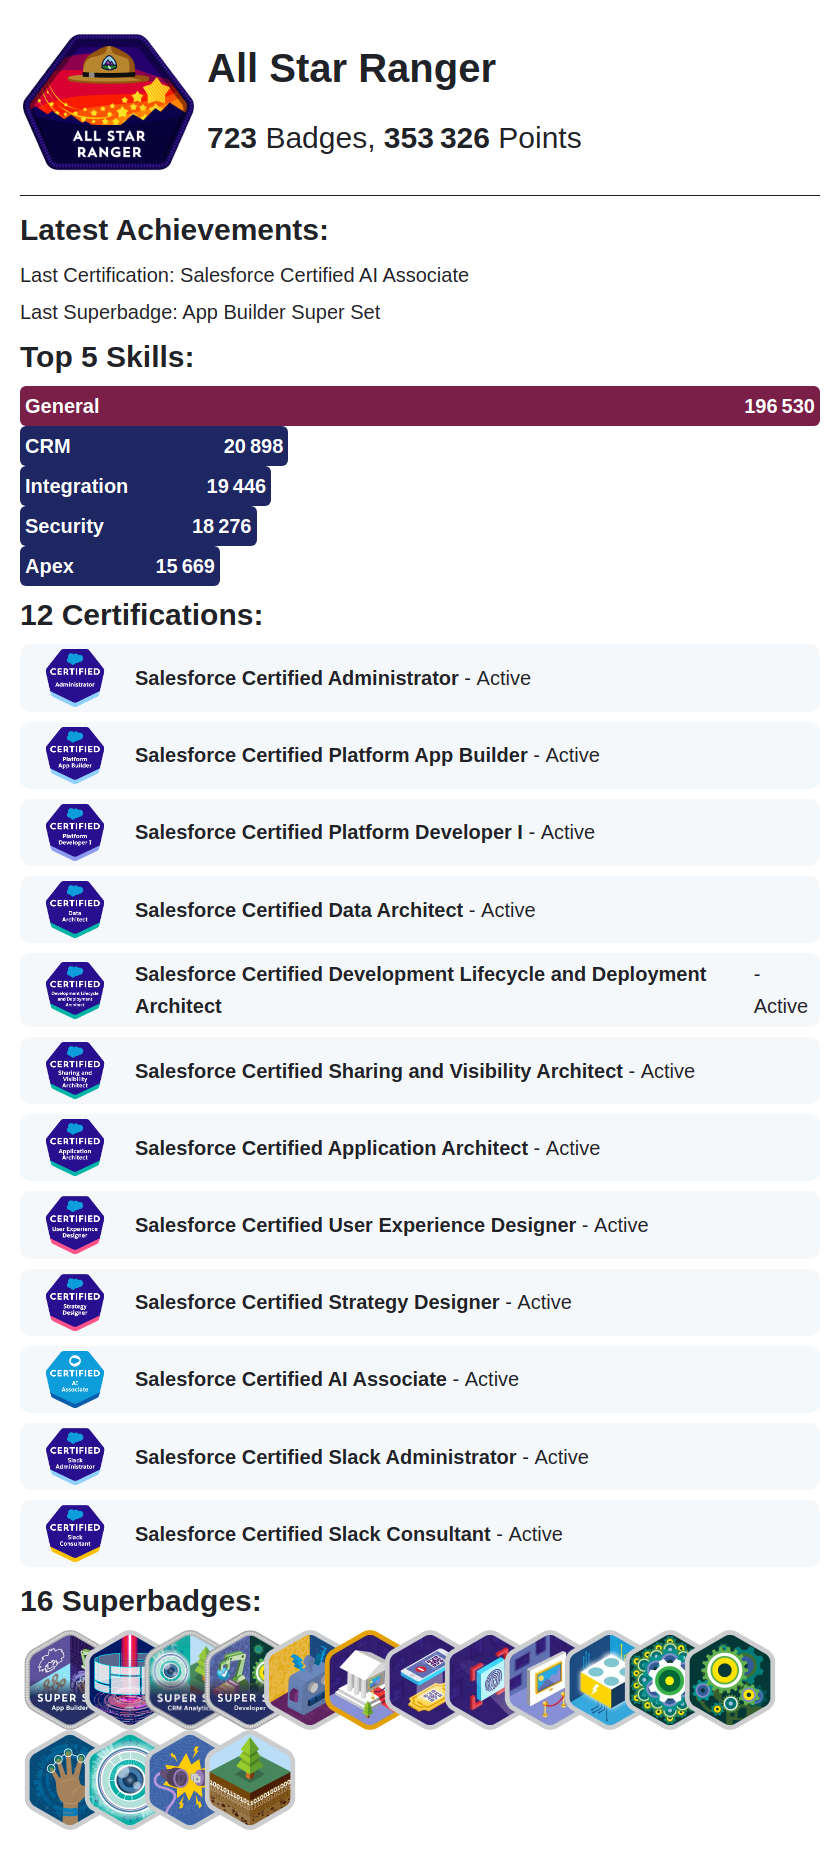 ALL STAR
RANGER
All Star Ranger
723 Badges, 353 326 Points
Latest Achievements:
Last Certification: Salesforce Certified AI Associate
Last Superbadge: App Builder Super Set
Top 5 Skills:
General 196 530
CRM 20 898
Integration 19 446
Security 18 276
Apex 15 669
12 Certifications:
CERTIFIED
Administrator
Salesforce Certified Administrator - Active
CERTIFIED
Platform
App Builder
Salesforce Certified Platform App Builder - Active
CERTIFIED
Platform
Developer I
Salesforce Certified Platform Developer I - Active
CERTIFIED
Data
Architect
Salesforce Certified Data Architect - Active
CERTIFIED
Development Lifecycle
and Deployment
Architect
Salesforce Certified Development Lifecycle and Deployment -
Architect Active
CERTIFIED
Sharing and
Visibility
Architect
Salesforce Certified Sharing and Visibility Architect - Active
CERTIFIED
Application
Architect
Salesforce Certified Application Architect - Active
CERTIFIED
User Experience
Designer
Salesforce Certified User Experience Designer - Active
CERTIFIED
Strategy
Designer
Salesforce Certified Strategy Designer - Active
CERTIFIED
AI
Associate
Salesforce Certified AI Associate - Active
CERTIFIED
Slack
Administrator
Salesforce Certified Slack Administrator - Active
CERTIFIED
Slack
Consultant
Salesforce Certified Slack Consultant - Active
16 Superbadges:
SUPER S
App Builder
SUPER S
CRM Analytic
SUPER S
Developer